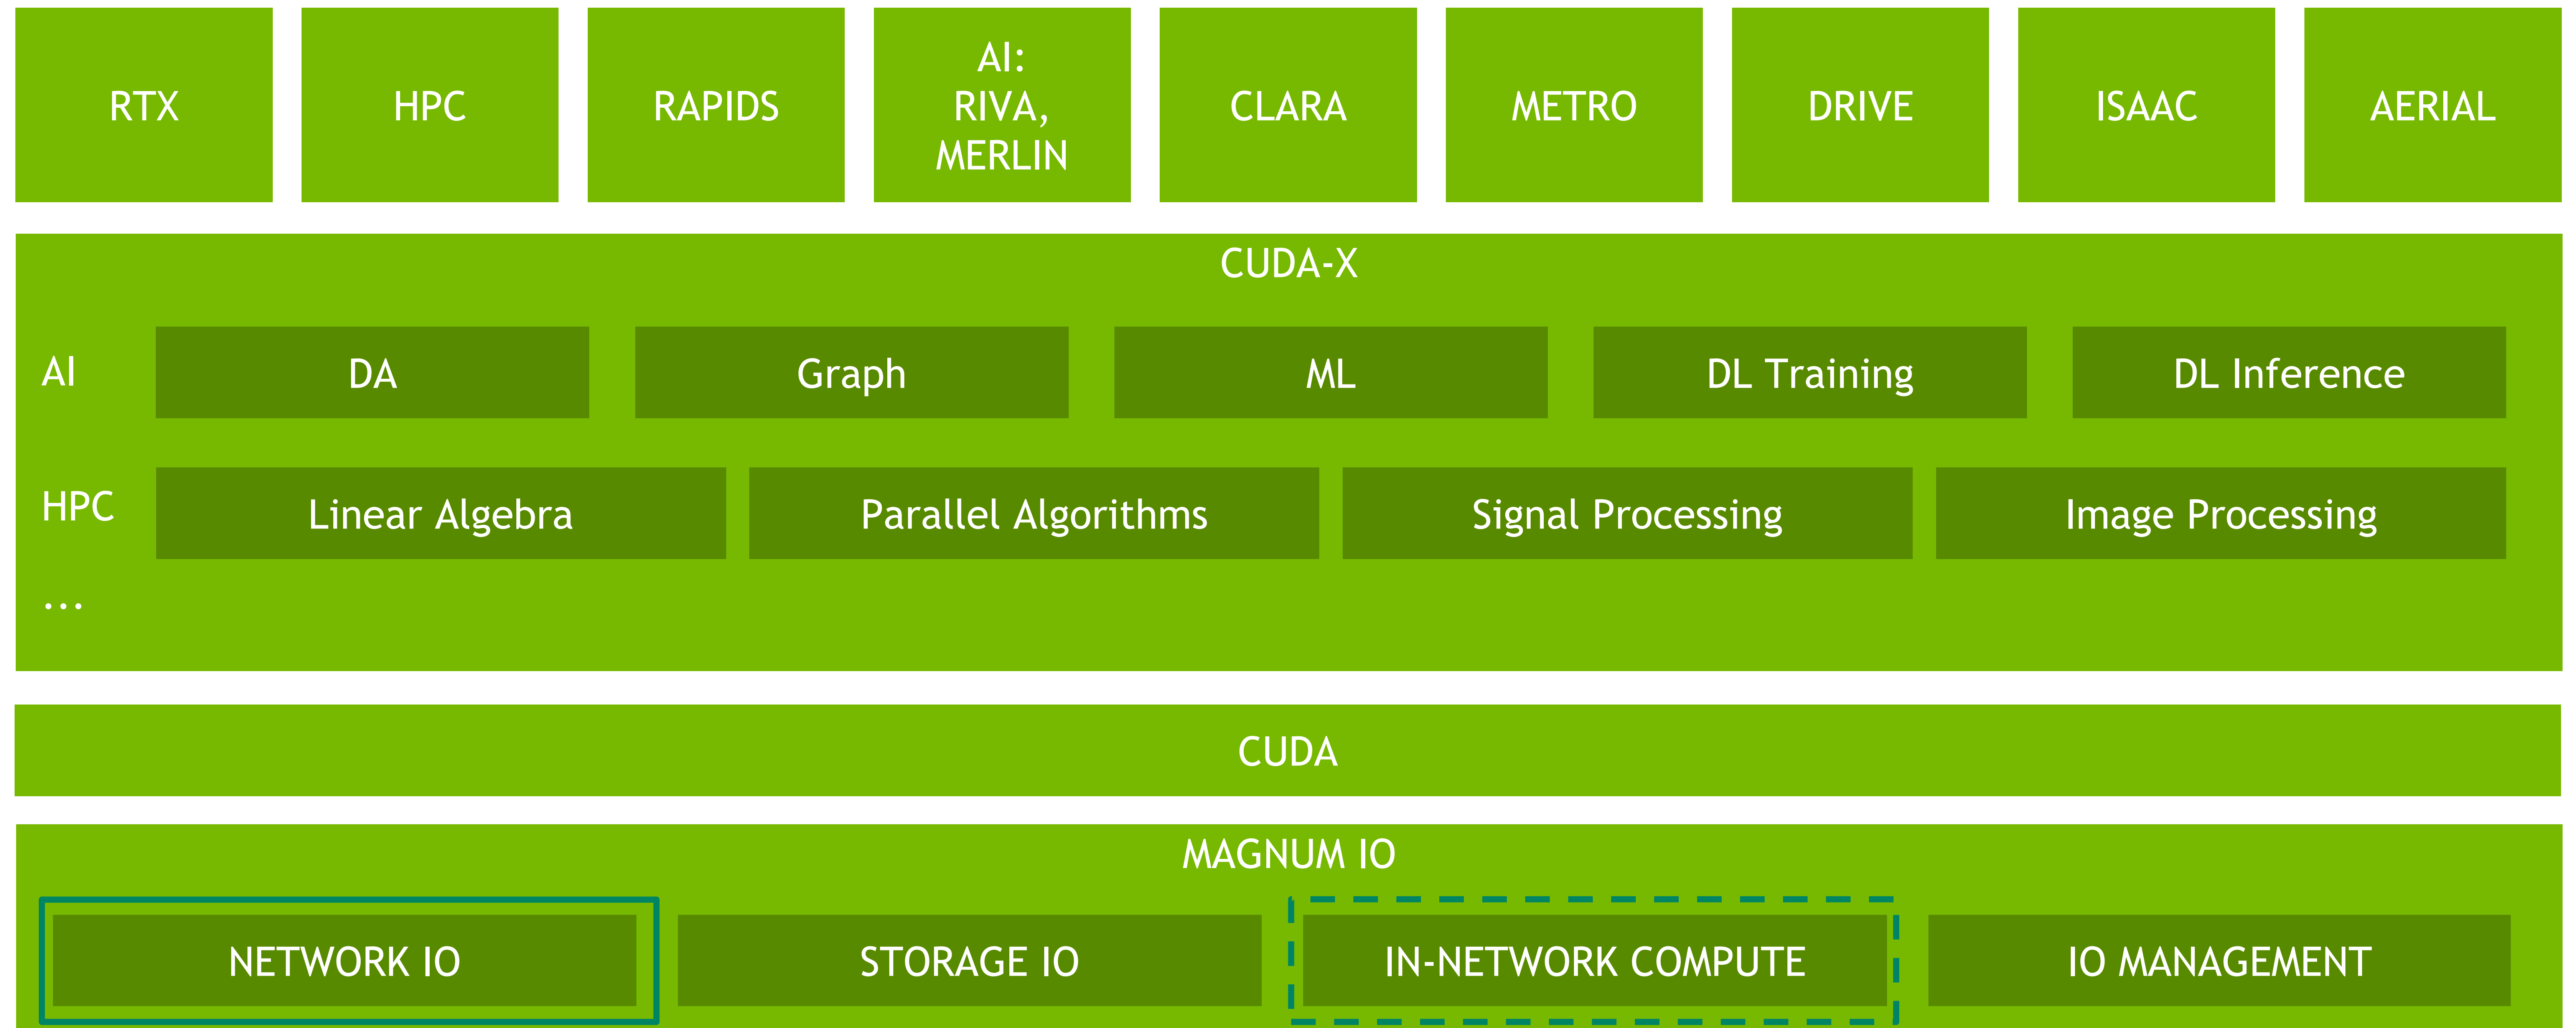 RTX
HPC
RAPIDS
AI:
RIVA,
MERLIN
CLARA
METRO
DRIVE
ISAAC
AERIAL
CUDA-X
AI
DA
Graph
ML
DL Training
DL Inference
HPC
Linear Algebra
Parallel Algorithms
Signal Processing
Image Processing
...
CUDA
MAGNUM IO
NETWORK IO
STORAGE IO
IN-NETWORK COMPUTE
IO MANAGEMENT